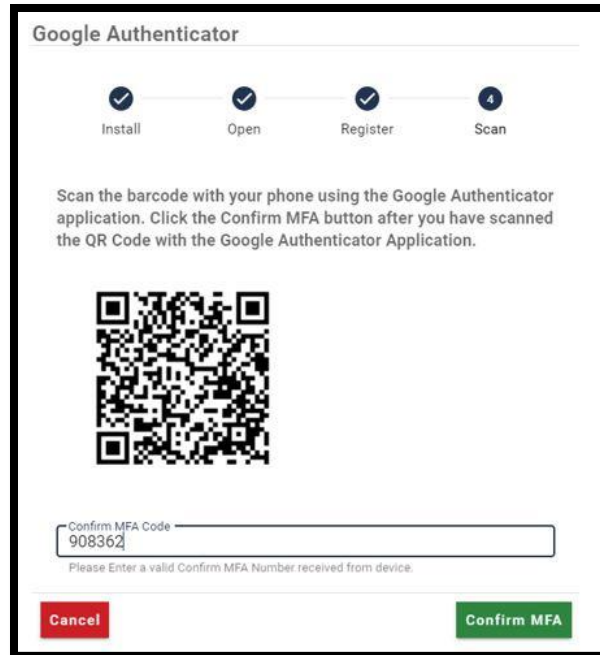 Google Authenticator
4
Install Open Register Scan
Scan the barcode with your phone using the Google Authenticator
application. Click the Confirm MFA button after you have scanned
the QR Code with the Google Authenticator Application.
Confirm MFA Code
908362
Please Enter a valid Confirm MFA Number received from device.
Cancel Confirm MFA